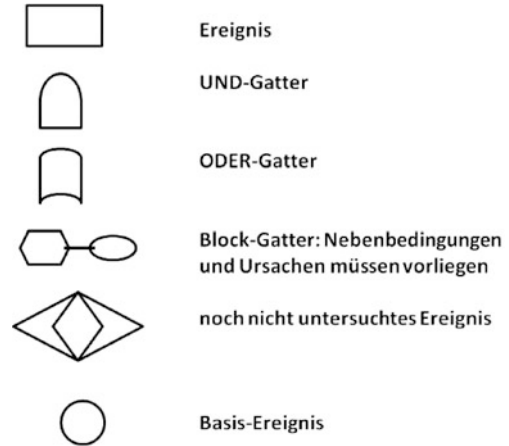 Ereignis
UND-Gatter
ODER-Gatter
Block-Gatter: Nebenbedingungen
und Ursachen müssen vorliegen
noch nicht untersuchtes Ereignis
Basis-Ereignis